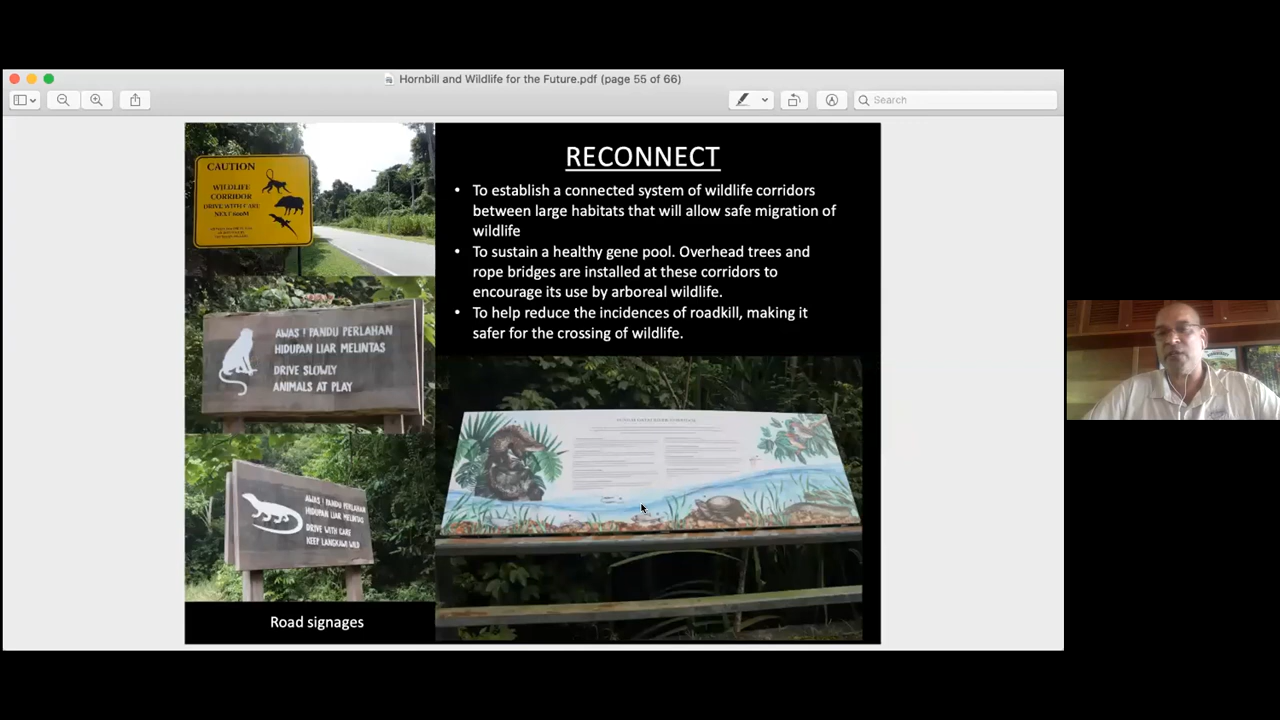 Hornbill and Wildlife for the Future.pdf (page 55 of 66)
Search
CAUTION
WILDLIFE
CORRIDOR
DRIVE WITH CARE
NEXT 800M
AWAS ! PANDU PERLAHAN
HIDUPAN LIAR MELINTAS
DRIVE SLOWLY
ANIMALS AT PLAY
AWAS ! PANDU PERLAHAN
HIDUPAN LIAR MELINTAS
DRIVE WITH CARE
KEEP LANGKAWI WILD
Road signages
RECONNECT
• To establish a connected system of wildlife corridors
between large habitats that will allow safe migration of
wildlife
• To sustain a healthy gene pool. Overhead trees and
rope bridges are installed at these corridors to
encourage its use by arboreal wildlife.
• To help reduce the incidences of roadkill, making it
safer for the crossing of wildlife.